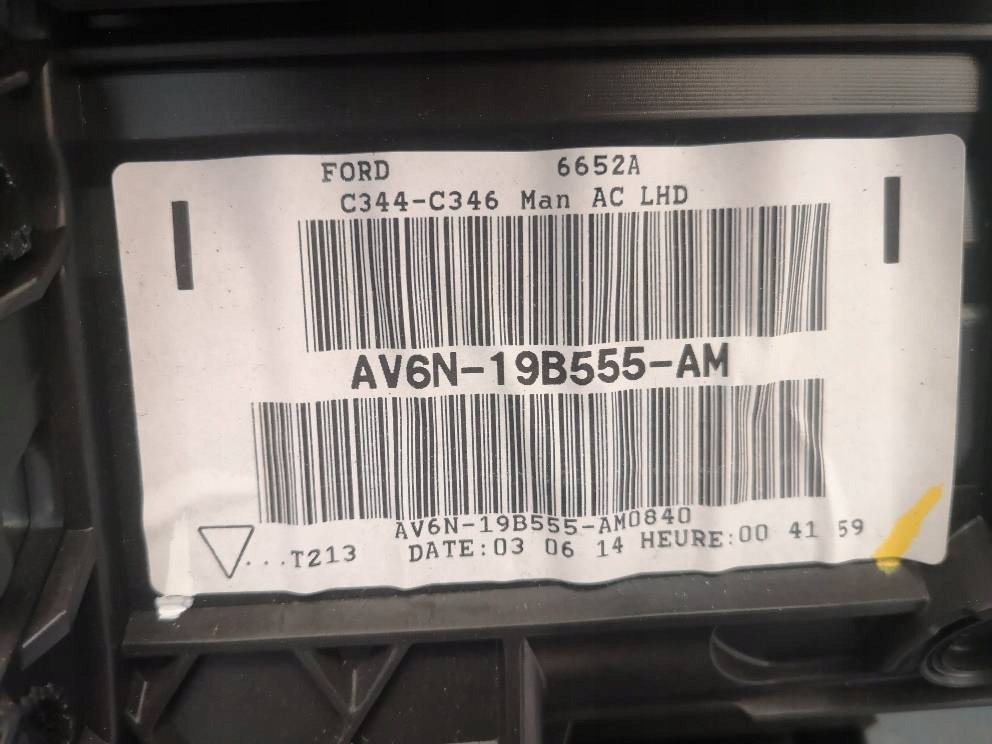 FORD 6652A
C344-C346 Man AC LHD
AV6N-19B555-AM
AV6N-19B555-AM0840
...T213 DATE:03 06 14 HEURE:00 41 59